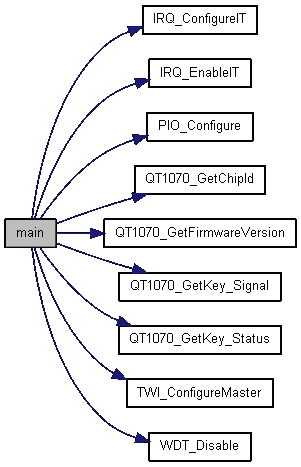 IRQ_ConfigureIT
IRQ_EnableIT
PIO_Configure
QT1070_GetChipId
main
QT1070_GetFirmwareVersion
QT1070_GetKey_Signal
QT1070_GetKey_Status
TWI_ConfigureMaster
WDT_Disable